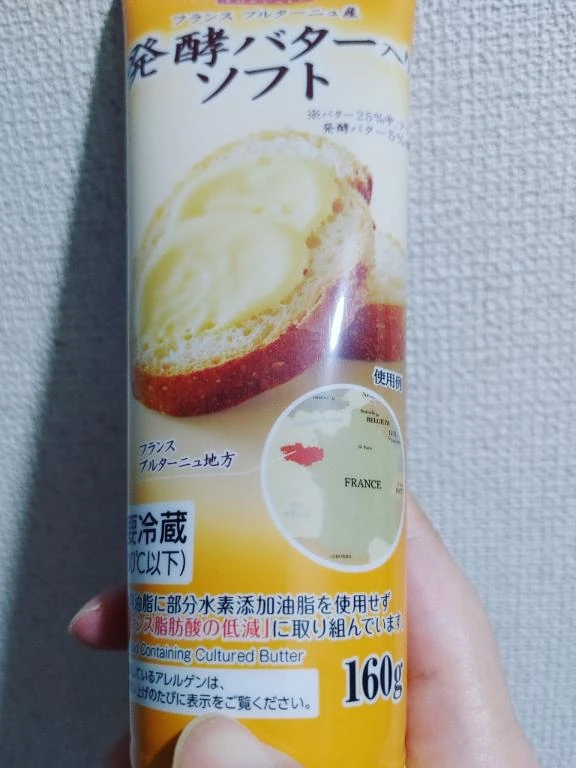 フランス ブルターニュ産
発酵バター入り
ソフト
※バター25%中、フ
発酵バター5%
使用例
BELGIUM
FRANCE
フランス
ブルターニュ地方
要冷蔵
10℃以下)
油脂に部分水素添加油脂を使用せず
ンス脂肪酸の低減」に取り組んでいます。
Containing Cultured Butter
しているアレルゲンは、
上げのたびに表示をご覧ください。
160g